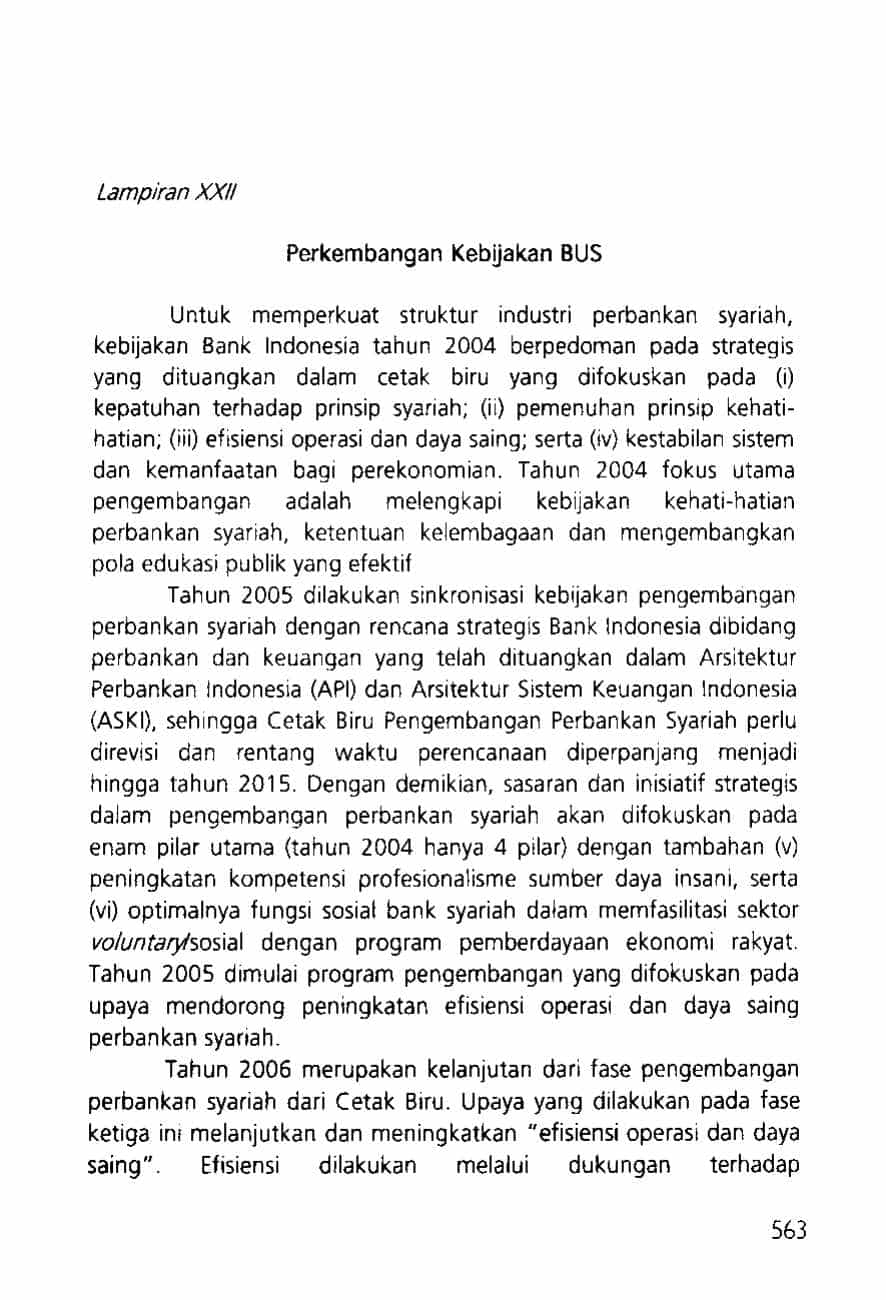 Lampiran XXII
Perkembangan Kebijakan BUS
Untuk memperkuat struktur industri perbankan syariah,
kebijakan Bank Indonesia tahun 2004 berpedoman pada strategis
yang dituangkan dalam cetak biru yang difokuskan pada (i)
kepatuhan terhadap prinsip syariah; (ii) pemenuhan prinsip kehati-
hatian; (iii) efisiensi operasi dan daya saing; serta (iv) kestabilan sistem
dan kemanfaatan bagi perekonomian. Tahun 2004 fokus utama
pengembangan adalah melengkapi kebijakan kehati-hatian
perbankan syariah, ketentuan kelembagaan dan mengembangkan
pola edukasi publik yang efektif
Tahun 2005 dilakukan sinkronisasi kebijakan pengembangan
perbankan syariah dengan rencana strategis Bank Indonesia dibidang
perbankan dan keuangan yang telah dituangkan dalam Arsitektur
Perbankan Indonesia (API) dan Arsitektur Sistem Keuangan Indonesia
(ASKI), sehingga Cetak Biru Pengembangan Perbankan Syariah perlu
direvisi dan rentang waktu perencanaan diperpanjang menjadi
hingga tahun 2015. Dengan demikian, sasaran dan inisiatif strategis
dalam pengembangan perbankan syariah akan difokuskan pada
enam pilar utama (tahun 2004 hanya 4 pilar) dengan tambahan (v)
peningkatan kompetensi profesionalisme sumber daya insani, serta
(vi) optimalnya fungsi sosial bank syariah dalam memfasilitasi sektor
voluntary/sosial dengan program pemberdayaan ekonomi rakyat.
Tahun 2005 dimulai program pengembangan yang difokuskan pada
upaya mendorong peningkatan efisiensi operasi dan daya saing
perbankan syariah.
Tahun 2006 merupakan kelanjutan dari fase pengembangan
perbankan syariah dari Cetak Biru. Upaya yang dilakukan pada fase
ketiga ini melanjutkan dan meningkatkan "efisiensi operasi dan daya
saing". Efisiensi dilakukan melalui dukungan terhadap
563